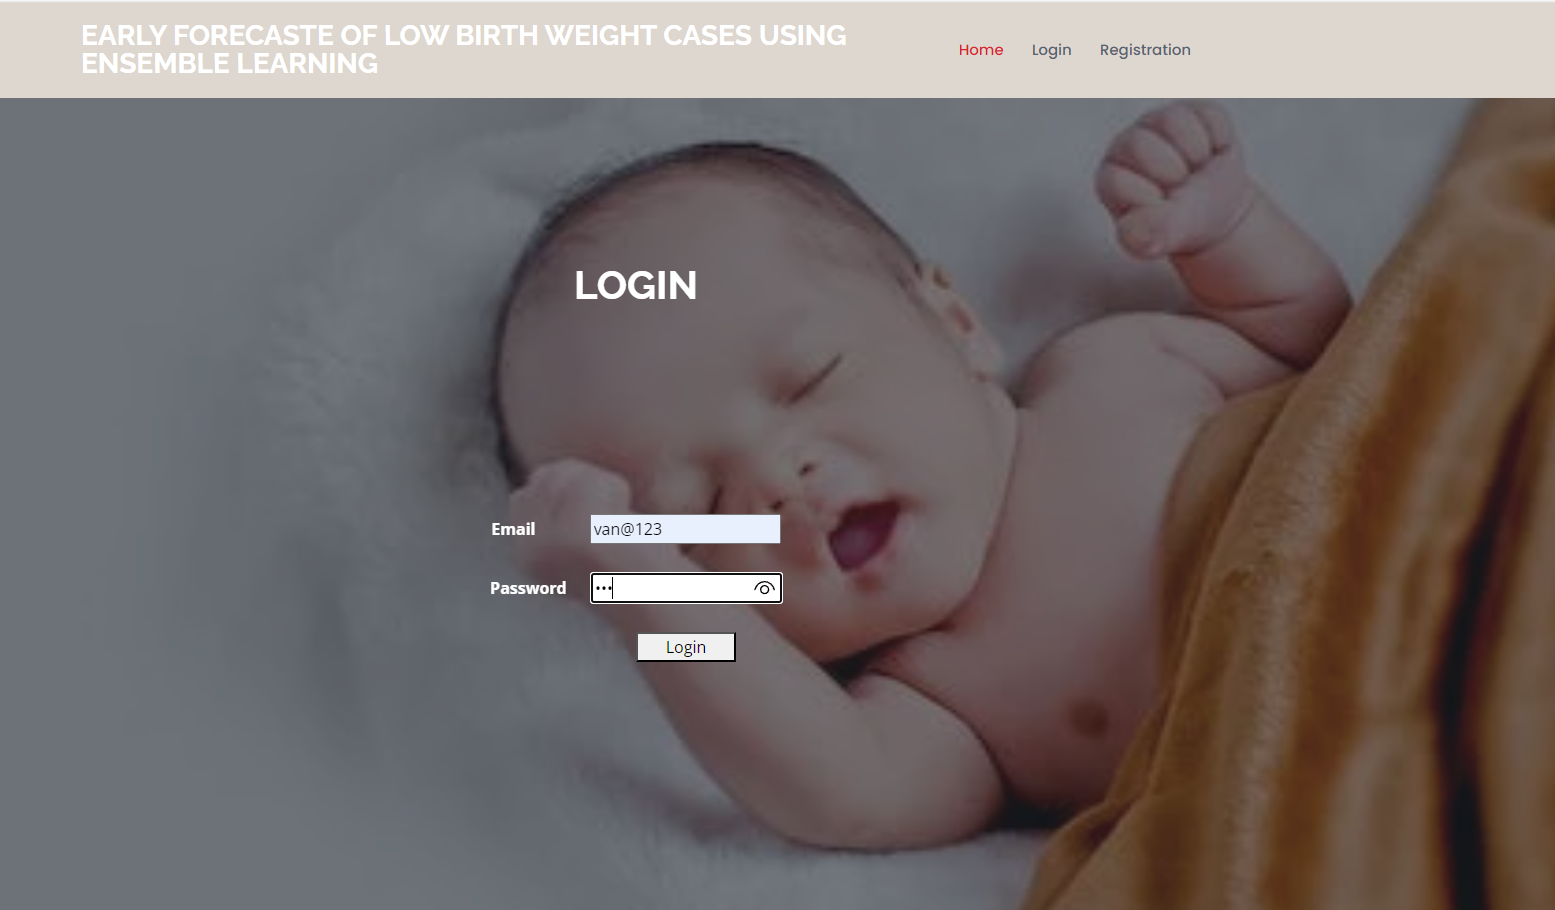 EARLY FORECASTE OF LOW BIRTH WEIGHT CASES USING
ENSEMBLE LEARNING
Home Login Registration
LOGIN
Email van@123
Password •••
Login